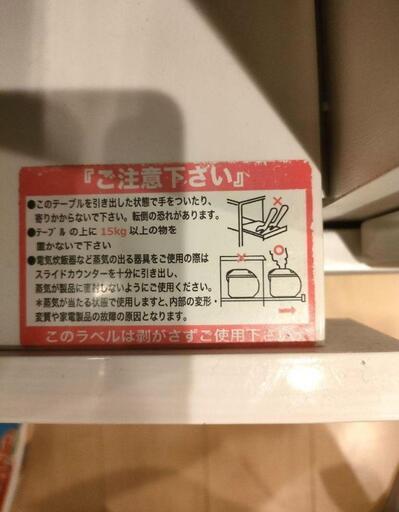 『ご注意下ざい』
●このテーブルを引き出した状態で手をついたり、
寄りかからないで下さい。転倒の恐れがあります。
●テーブルの上に15kg以上の物を
置かないで下さい
●電気炊飯器など蒸気の出る器具をご使用の際は
スライドカウンターを十分に引き出し、
蒸気が製品に直射しないようにご使用ください。
＊蒸気が当たる状態で使用しますと、内部の変形・
変質や家電製品の故障の原因となります。
このラベルは剥がさずご使用下さい